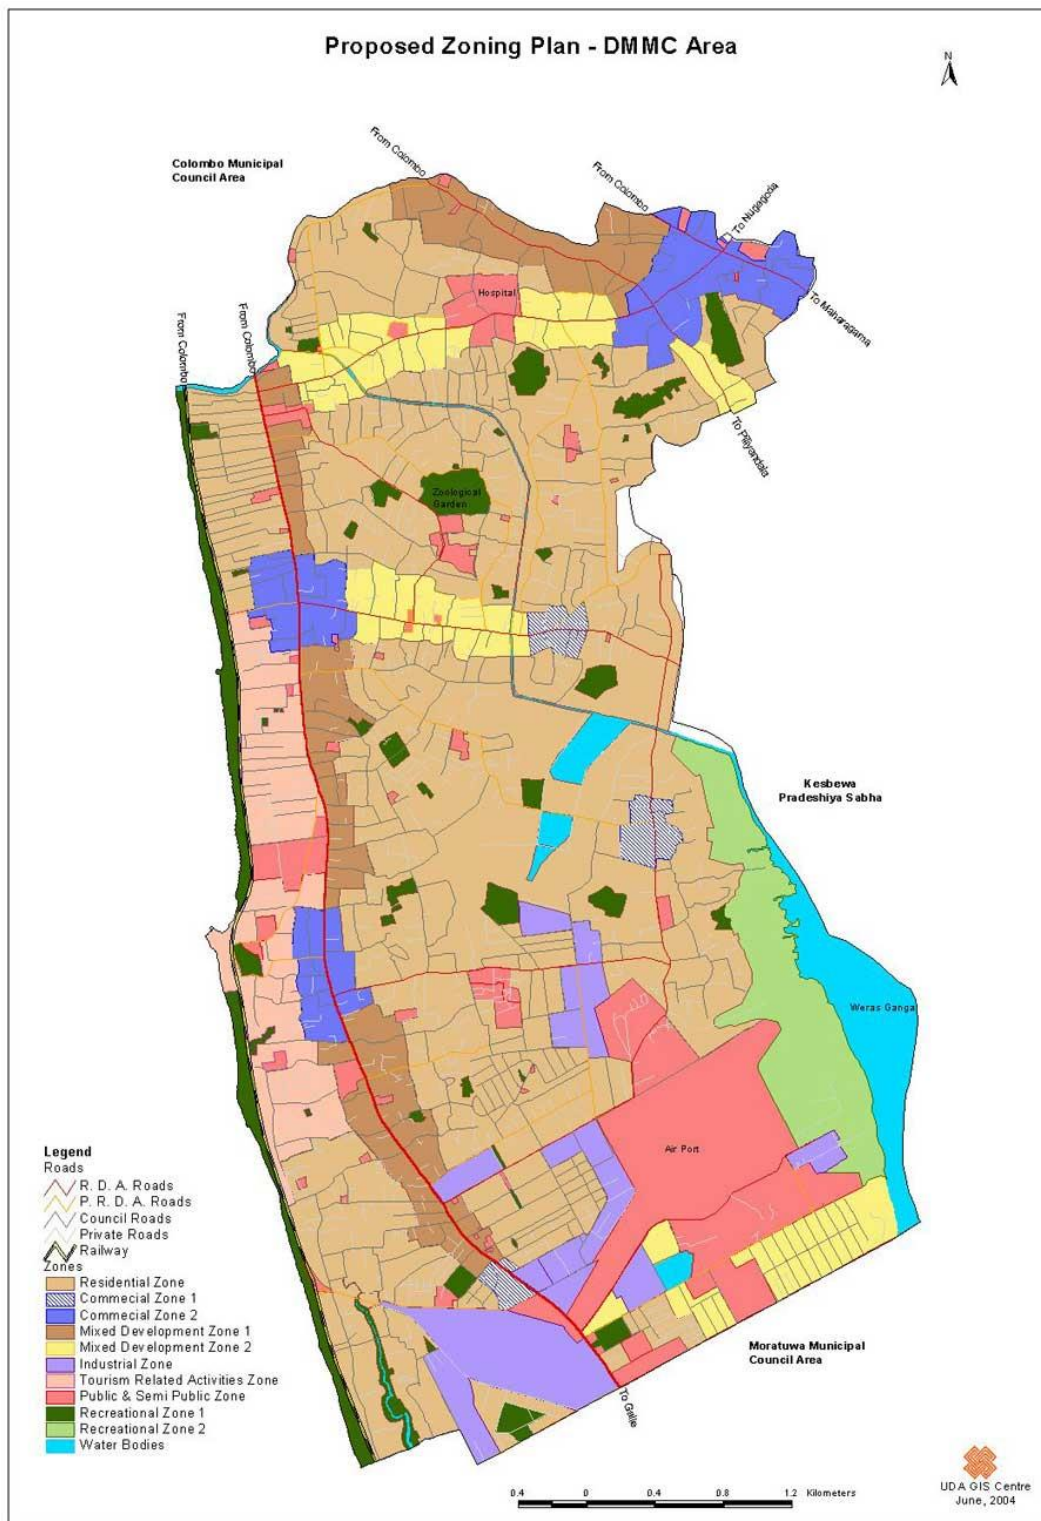 Proposed Zoning Plan - DMMC Area
N
Colombo Municipal
Council Area
From Colombo
From Colombo
To Nugegoda
To Maharagama
From Colombo
From Colombo
Hospital
To Piliyandala
Zoological
Garden
Kesbewa
Pradeshiya Sabha
Weras Ganga
Air Port
Moratuwa Municipal
Council Area
To Galle
Legend
Roads
R. D. A. Roads
P. R. D. A. Roads
Council Roads
Private Roads
Railway
Zones
Residential Zone
Commecial Zone 1
Commecial Zone 2
Mixed Development Zone 1
Mixed Development Zone 2
Industrial Zone
Tourism Related Activities Zone
Public & Semi Public Zone
Recreational Zone 1
Recreational Zone 2
Water Bodies
0.4 0 0.4 0.8 1.2 Kilometers
UDA GIS Centre
June, 2004